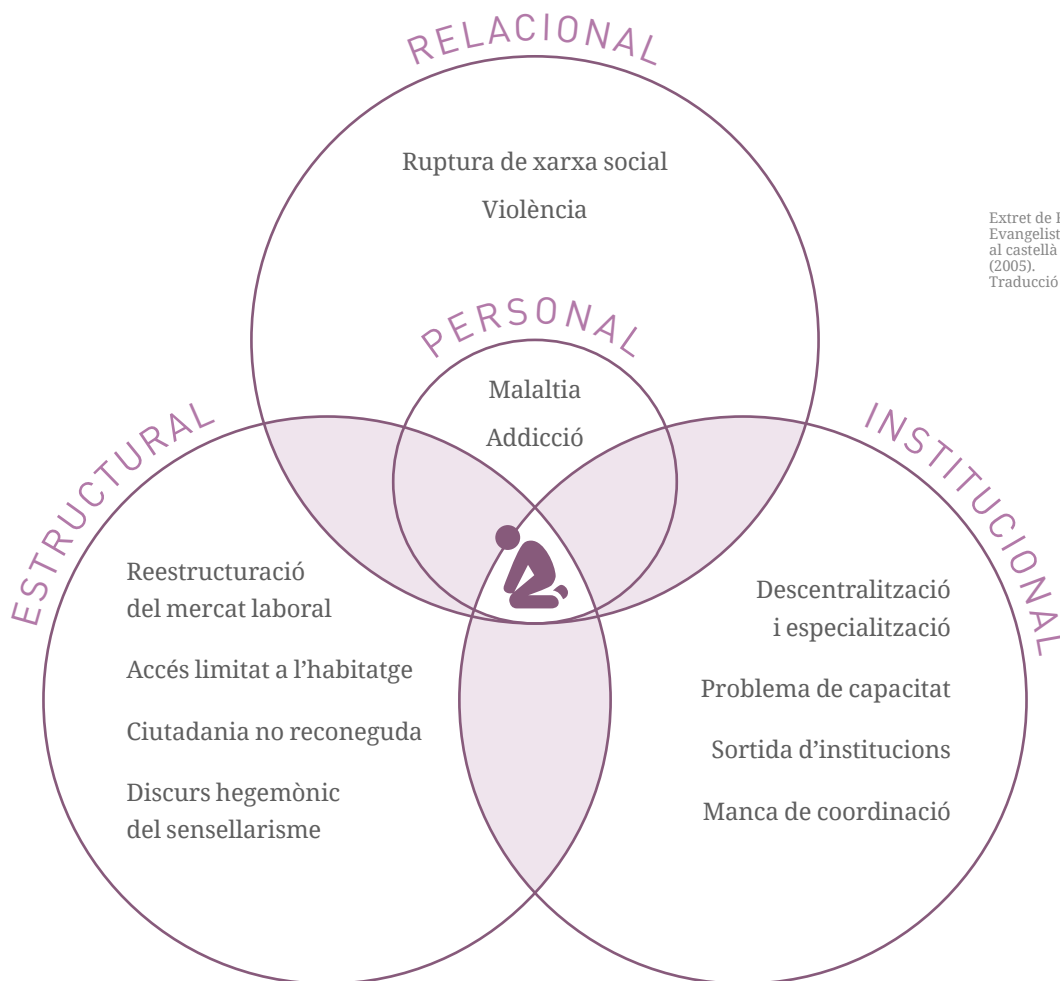 RELACIONAL
Ruptura de xarxa social
Violència
Extret de
Evangelist
al castellà
(2005).
Traducció
PERSONAL
Malaltia
Addicció
ESTRUCTURAL
Reestructuració
del mercat laboral
Accés limitat a l’habitatge
Ciutadania no reconeguda
Discurs hegemònic
del sensellarisme
INSTITUCIONAL
Descentralització
i especialització
Problema de capacitat
Sortida d’institucions
Manca de coordinació